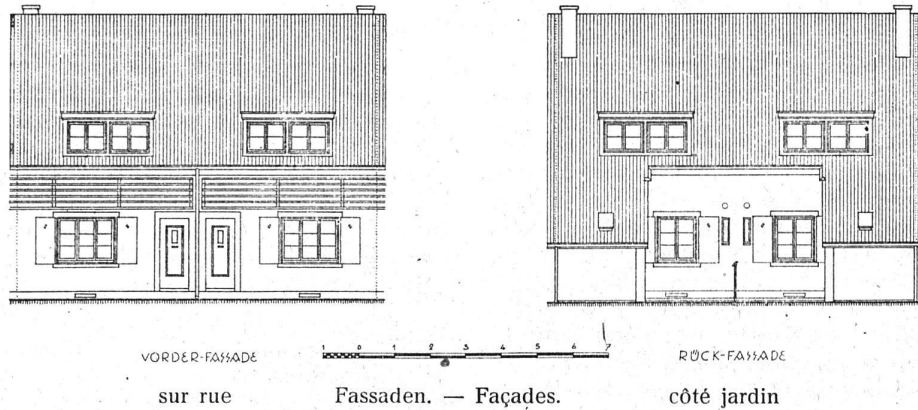 1 0 1 2 3 4 5 6 7
VORDER-FASSADE
RÜCK-FASSADE
sur rue
Fassaden. — Façades.
côté jardin